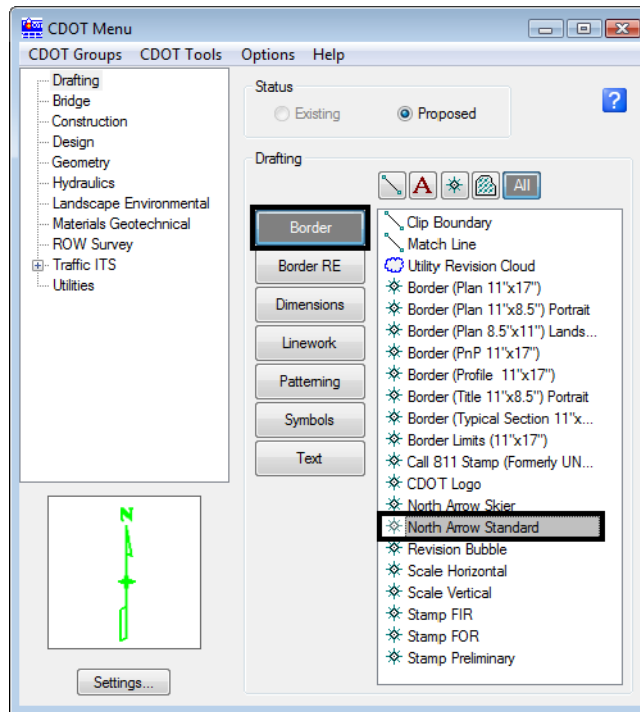 CDOT Menu
CDOT Groups CDOT Tools Options Help
Drafting
Bridge
Construction
Design
Geometry
Hydraulics
Landscape Environmental
Materials Geotechnical
ROW Survey
Traffic ITS
Utilities
Status
Existing Proposed
?
Drafting
A All
Border
Border RE
Dimensions
Linework
Patterning
Symbols
Text
Clip Boundary
Match Line
Utility Revision Cloud
Border (Plan 11"x17")
Border (Plan 11"x8.5") Portrait
Border (Plan 8.5"x11") Lands...
Border (PnP 11"x17")
Border (Profile 11"x17")
Border (Title 11"x8.5") Portrait
Border (Typical Section 11"x...
Border Limits (11"x17")
Call 811 Stamp (Formerly UN...
CDOT Logo
North Arrow Skier
North Arrow Standard
Revision Bubble
Scale Horizontal
Scale Vertical
Stamp FIR
Stamp FOR
Stamp Preliminary
N
Settings...